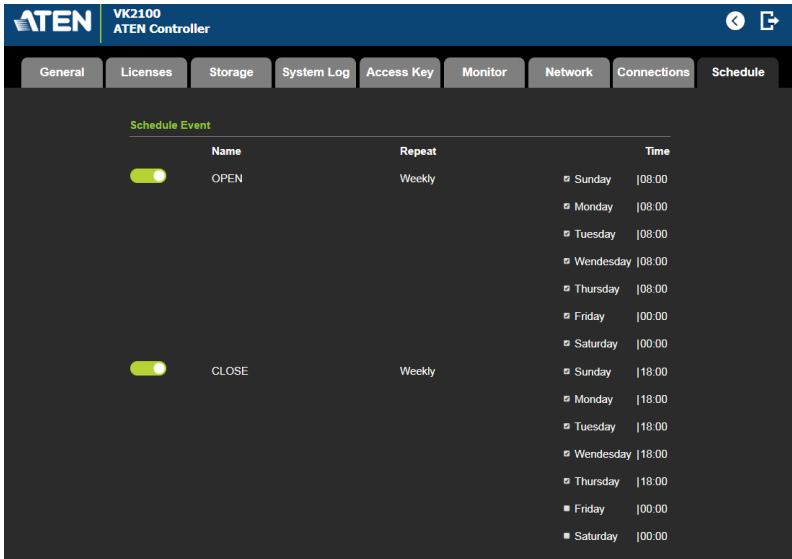 ATEN VK2100
ATEN Controller
General Licenses Storage System Log Access Key Monitor Network Connections Schedule
Schedule Event
Name Repeat Time
OPEN Weekly Sunday |08:00
Monday |08:00
Tuesday |08:00
Wendesday |08:00
Thursday |08:00
Friday |00:00
Saturday |00:00
CLOSE Weekly Sunday |18:00
Monday |18:00
Tuesday |18:00
Wendesday |18:00
Thursday |18:00
Friday |00:00
Saturday |00:00